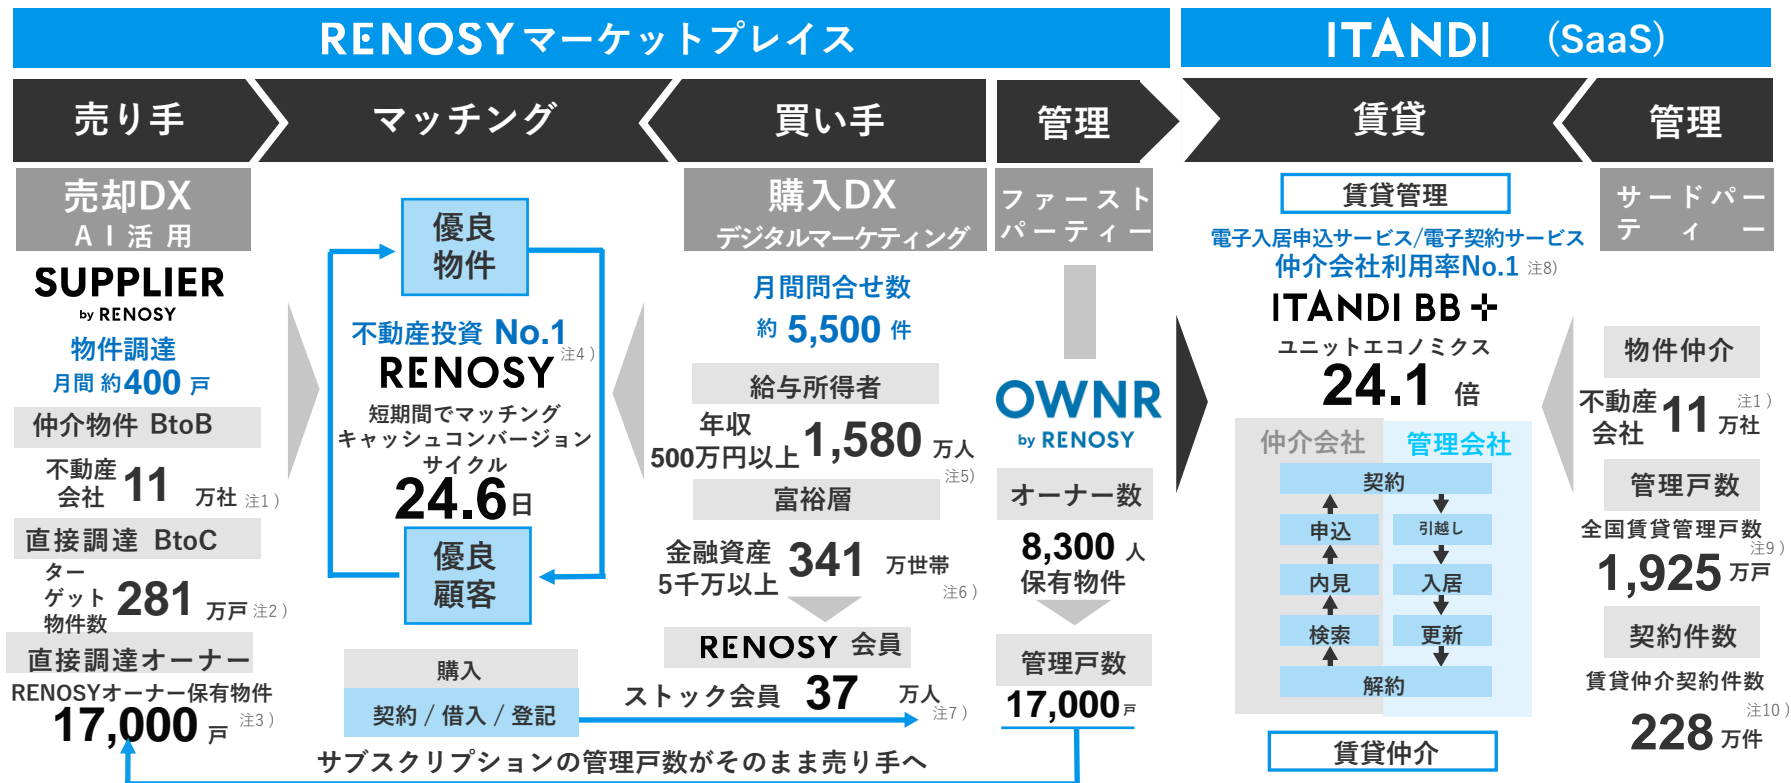 RENOSY マーケットプレイス
ITANDI (SaaS)
売り手
マッチング
買い手
管理
賃貸
管理
売却DX
AI活用
SUPPLIER
by RENOSY
物件調達
月間 約400 戸
仲介物件 BtoB
不動産
会社 11 万社 注1）
直接調達 BtoC
ター
ゲット
物件数 281 万戸 注2）
直接調達オーナー
RENOSYオーナー保有物件
17,000 戸 注3）
優良
物件
不動産投資 No.1
注4）
RENOSY
短期間でマッチング
キャッシュコンバージョン
サイクル
24.6日
優良
顧客
購入
契約 / 借入 / 登記
サブスクリプションの管理戸数がそのまま売り手へ
購入DX
デジタルマーケティング
月間問合せ数
約 5,500 件
給与所得者
年収
500万円以上 1,580 万人
注5)
富裕層
金融資産
5千万以上 341 万世帯
注6）
RENOSY 会員
ストック会員 37 万人
注7）
ファースト
パーティー
OWNR
by RENOSY
オーナー数
8,300 人
保有物件
管理戸数
17,000 戸
賃貸管理
電子入居申込サービス/電子契約サービス
仲介会社利用率No.1 注8)
ITANDI BB +
ユニットエコノミクス
24.1 倍
仲介会社
管理会社
契約
申込
引越し
内見
入居
検索
更新
解約
賃貸仲介
サードパー
ティー
物件仲介
不動産
会社 11 万社 注1）
管理戸数
全国賃貸管理戸数
注9）
1,925 万戸
契約件数
賃貸仲介契約件数
注10）
228 万件